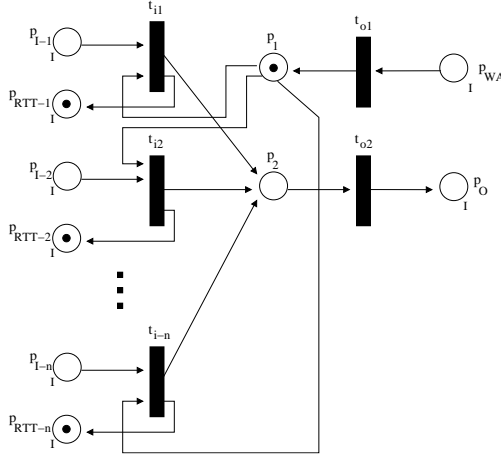 t_i1
t_o1
p_I-1
I
p_1
p_WA
I
p_RTT-1
I
t_i2
t_o2
p_I-2
I
p_2
p_O
I
p_RTT-2
I
t_i-n
p_I-n
I
p_RTT-n
I